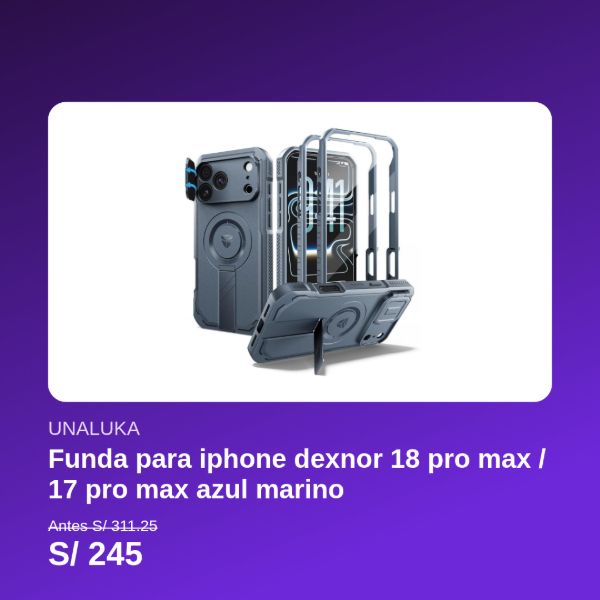 UNALUKA
Funda para iphone dexnor 18 pro max /
17 pro max azul marino
Antes S/ 311.25
S/ 245